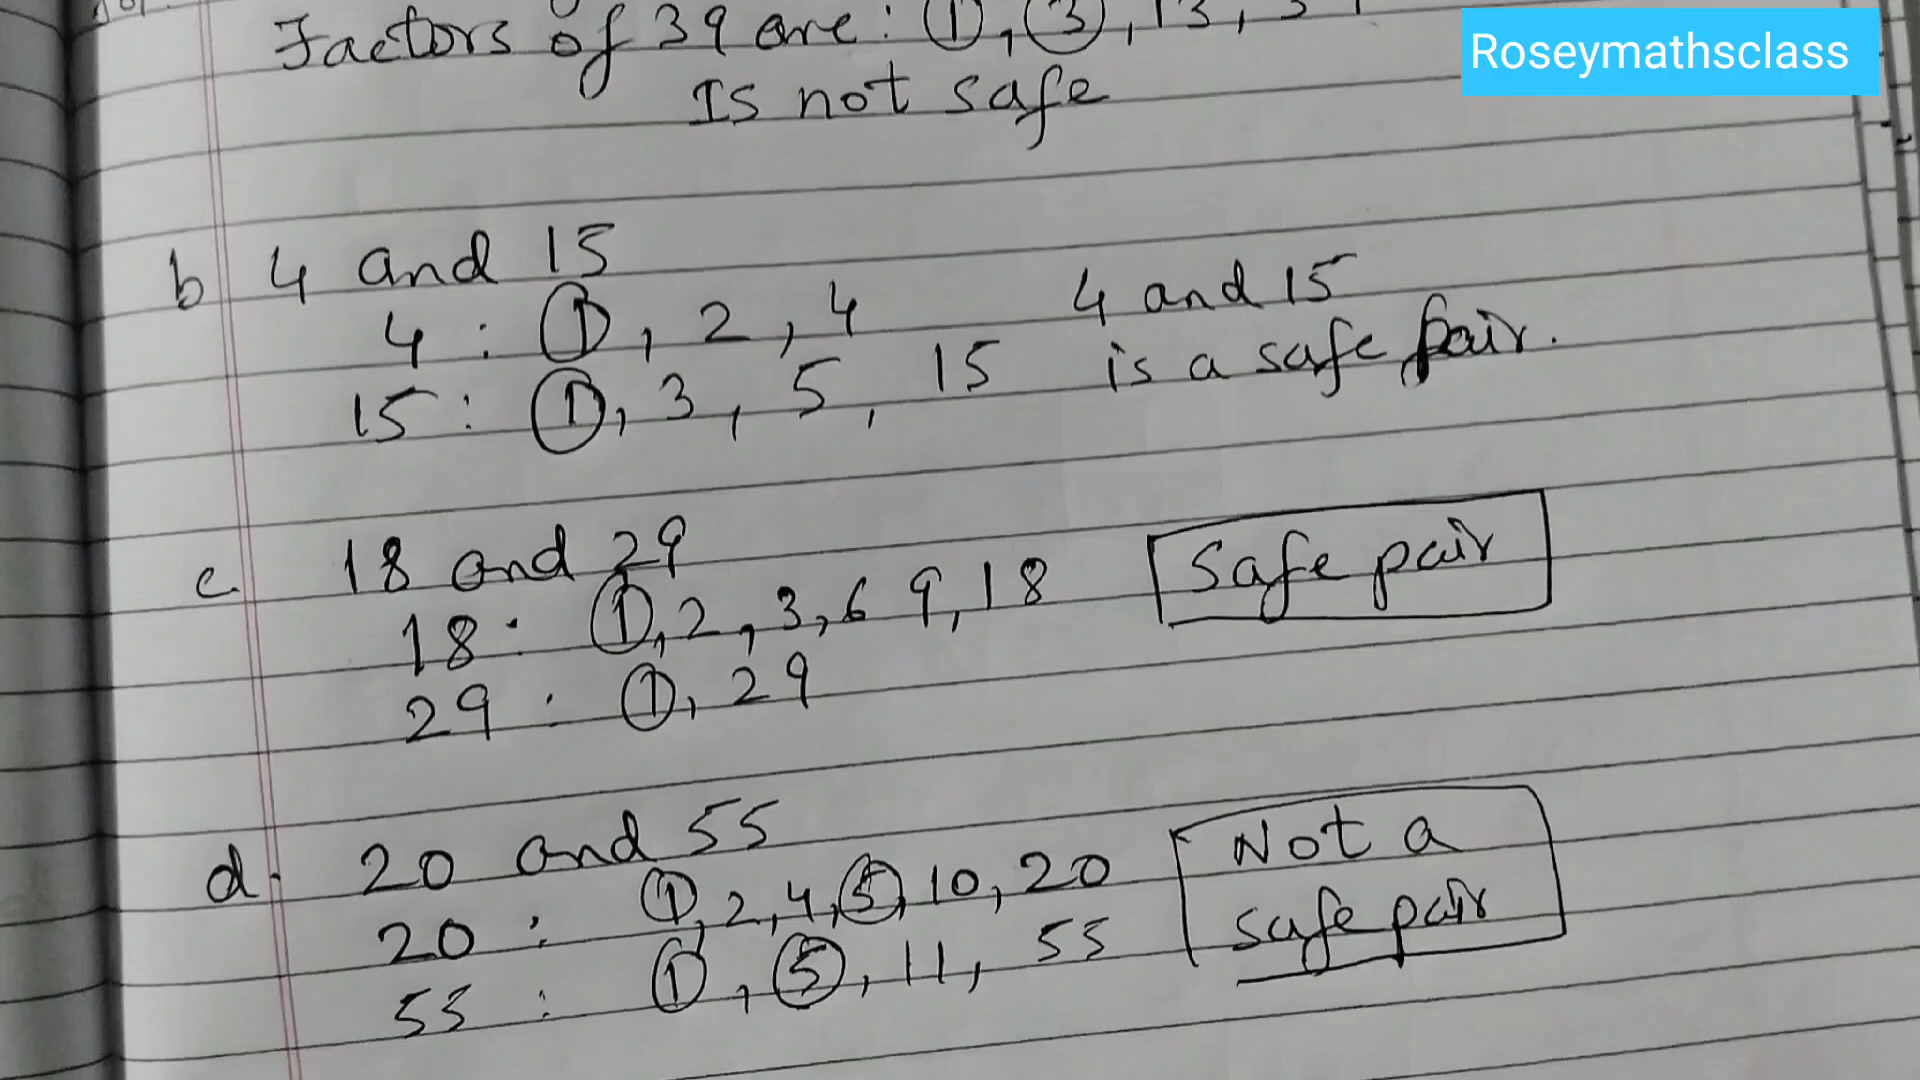 Factors of 39 are: 1, 3, 13, 3
Roseymathsclass
Is not safe
b 4 and 15
4 : 1, 2, 4
15 : 1, 3, 5, 15
4 and 15
is a safe pair.
c. 18 and 29
18 : 1, 2, 3, 6 9, 18
29 : 1, 29
Safe pair
d. 20 and 55
20 : 1, 2, 4, 5, 10, 20
55 : 1, 5, 11, 55
Not a
safe pair